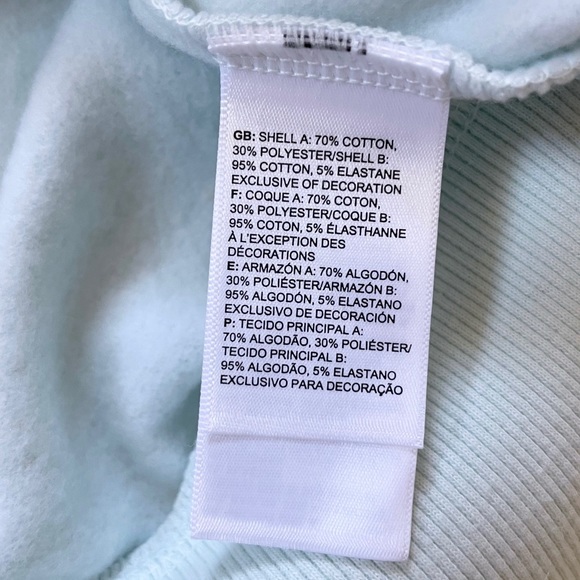 GB: SHELL A: 70% COTTON,
30% POLYESTER/SHELL B:
95% COTTON, 5% ELASTANE
EXCLUSIVE OF DECORATION
F: COQUE A: 70% COTON,
30% POLYESTER/COQUE B:
95% COTON, 5% ÉLASTHANNE
À L'EXCEPTION DES
DÉCORATIONS
E: ARMAZÓN A: 70% ALGODÓN,
30% POLIÉSTER/ARMAZÓN B:
95% ALGODÓN, 5% ELASTANO
EXCLUSIVO DE DECORACIÓN
P: TECIDO PRINCIPAL A:
70% ALGODÃO, 30% POLIÉSTER/
TECIDO PRINCIPAL B:
95% ALGODÃO, 5% ELASTANO
EXCLUSIVO PARA DECORAÇÃO